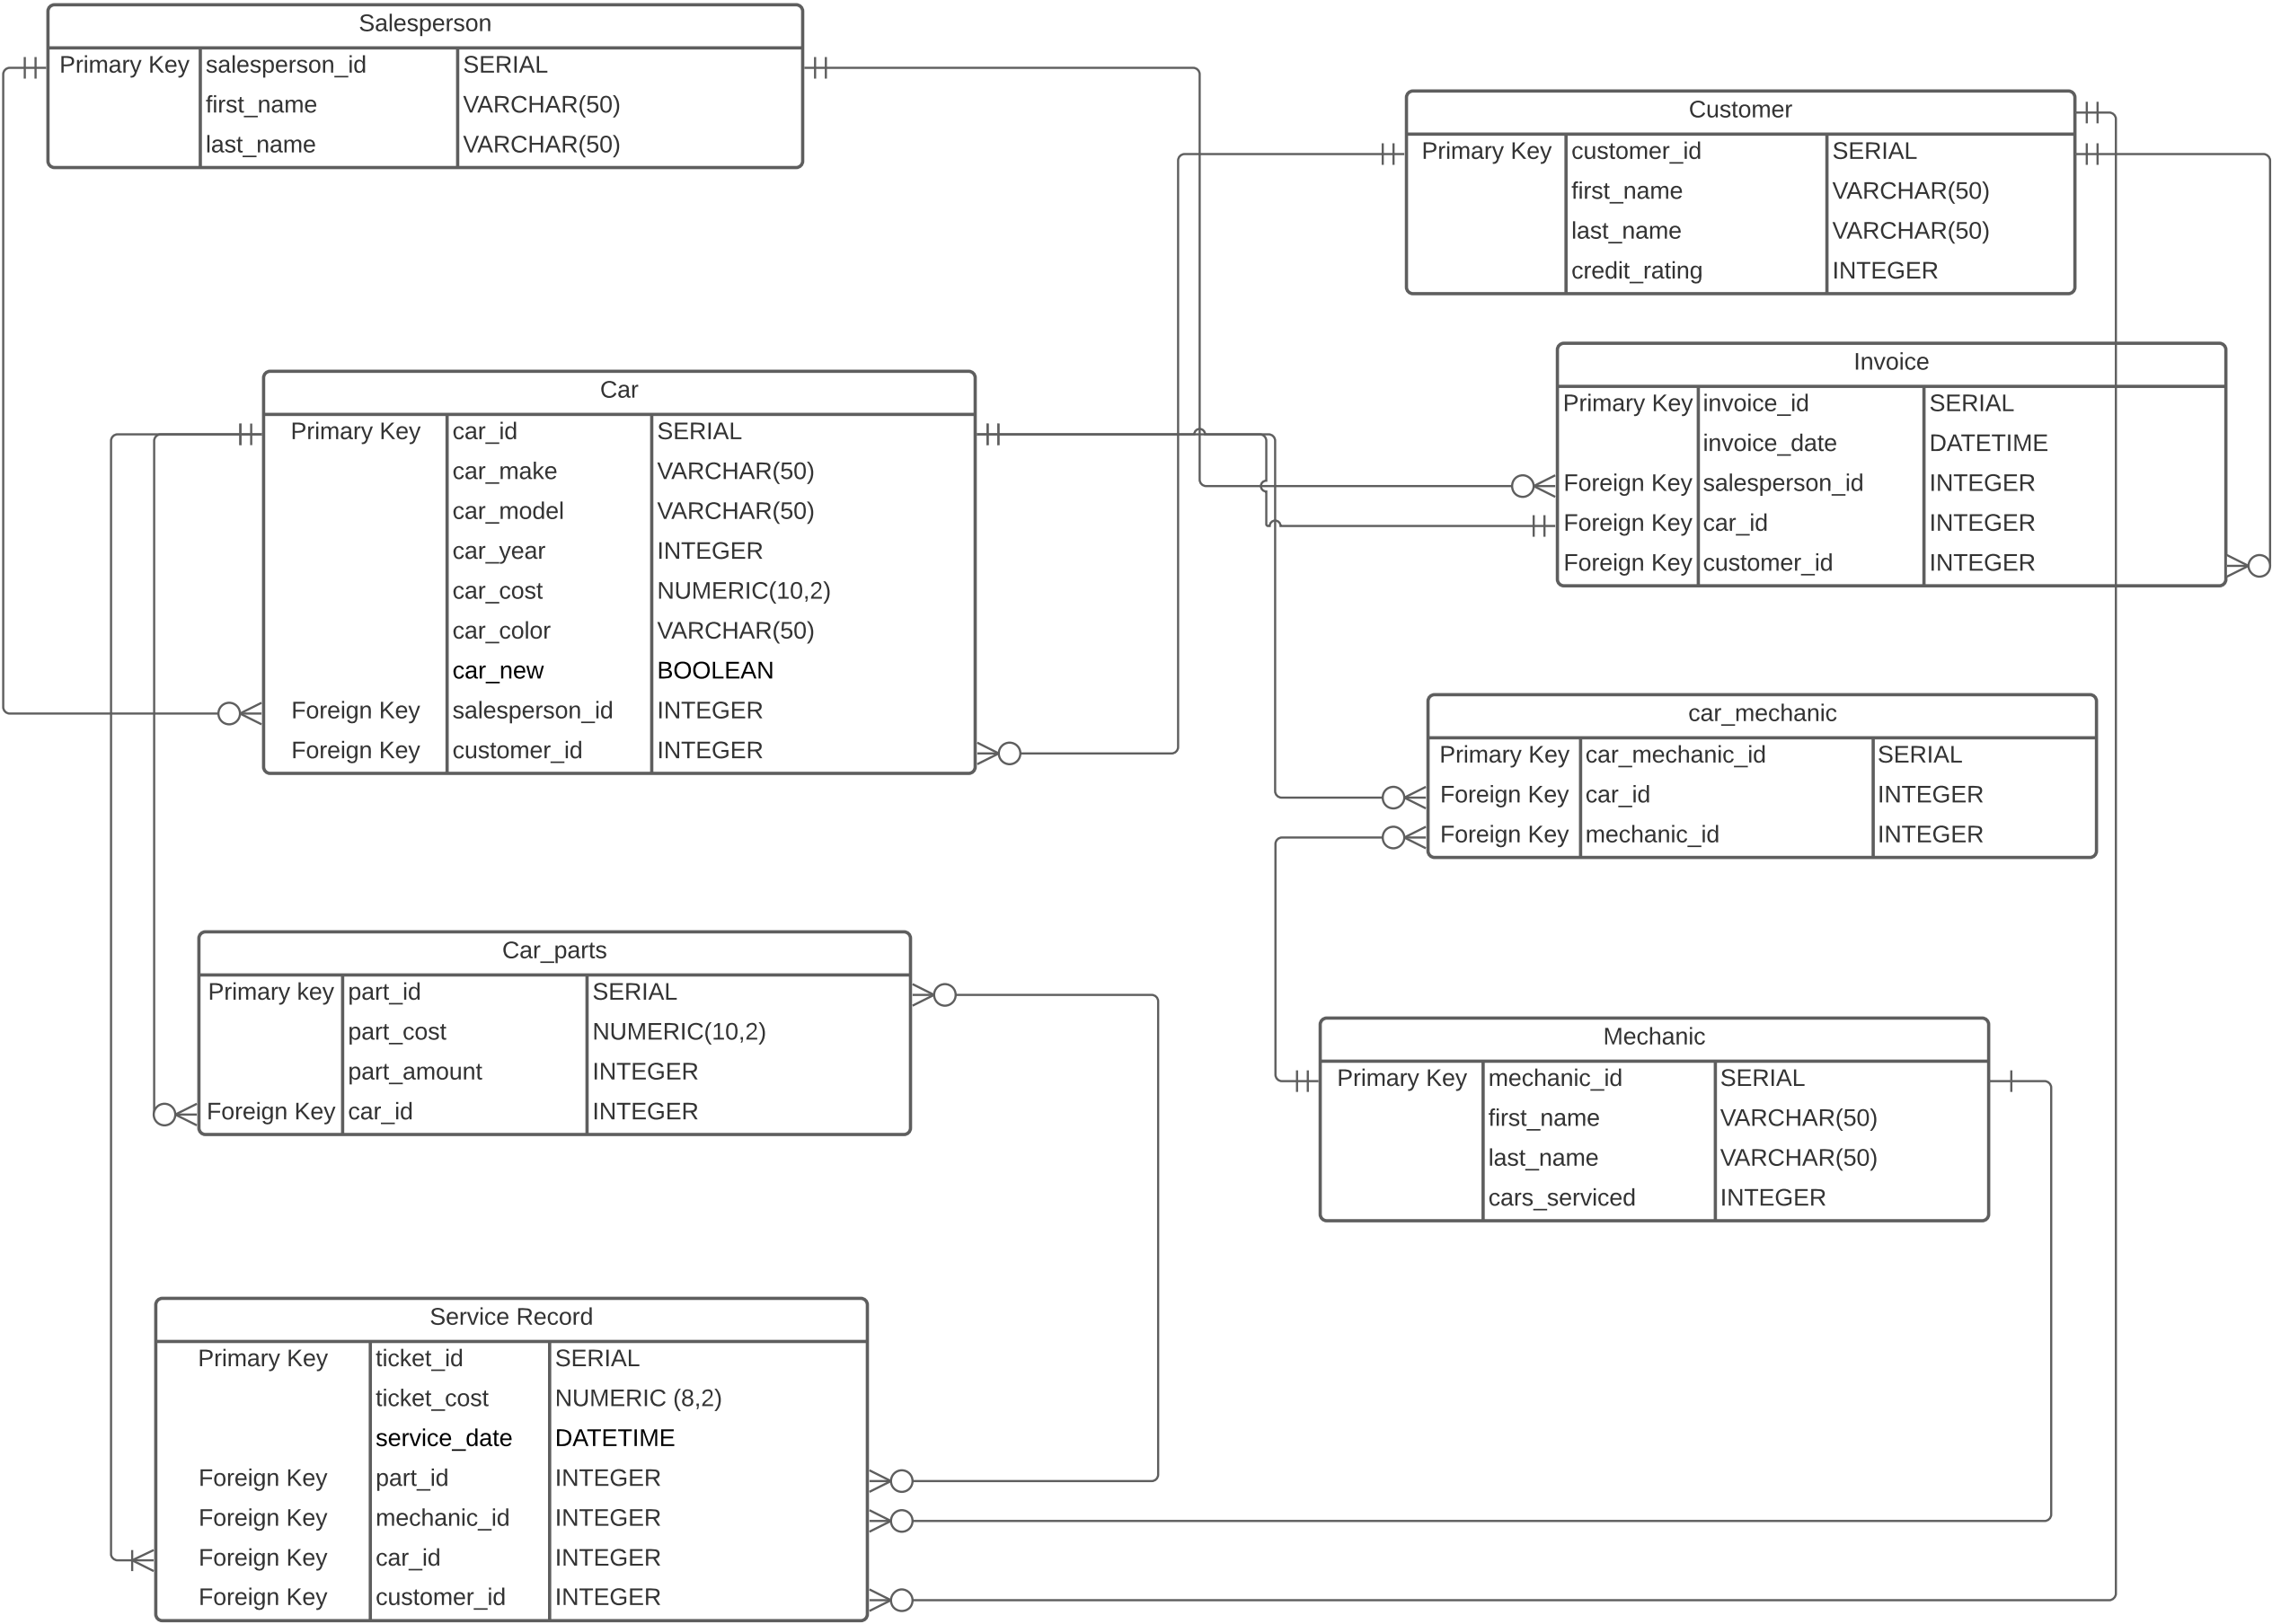 Salesperson
Primary Key salesperson_id SERIAL
first_name VARCHAR(50)
last_name VARCHAR(50)
Customer
Primary Key customer_id SERIAL
first_name VARCHAR(50)
last_name VARCHAR(50)
credit_rating INTEGER
Invoice
Primary Key invoice_id SERIAL
invoice_date DATETIME
Foreign Key salesperson_id INTEGER
Foreign Key car_id INTEGER
Foreign Key customer_id INTEGER
Car
Primary Key car_id SERIAL
car_make VARCHAR(50)
car_model VARCHAR(50)
car_year INTEGER
car_cost NUMERIC(10,2)
car_color VARCHAR(50)
car_new BOOLEAN
Foreign Key salesperson_id INTEGER
Foreign Key customer_id INTEGER
car_mechanic
Primary Key car_mechanic_id SERIAL
Foreign Key car_id INTEGER
Foreign Key mechanic_id INTEGER
Car_parts
Primary key part_id SERIAL
part_cost NUMERIC(10,2)
part_amount INTEGER
Foreign Key car_id INTEGER
Mechanic
Primary Key mechanic_id SERIAL
first_name VARCHAR(50)
last_name VARCHAR(50)
cars_serviced INTEGER
Service Record
Primary Key ticket_id SERIAL
ticket_cost NUMERIC (8,2)
service_date DATETIME
Foreign Key part_id INTEGER
Foreign Key mechanic_id INTEGER
Foreign Key car_id INTEGER
Foreign Key customer_id INTEGER